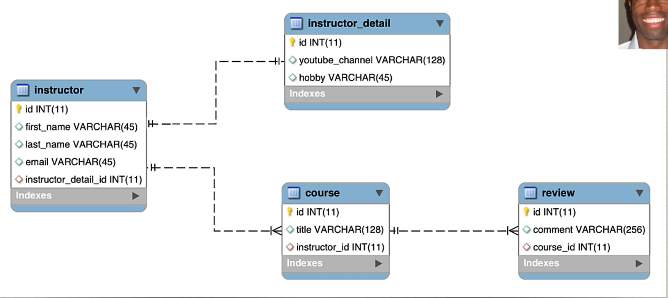 instructor_detail
id INT(11)
youtube_channel VARCHAR(128)
hobby VARCHAR(45)
Indexes
instructor
id INT(11)
first_name VARCHAR(45)
last_name VARCHAR(45)
email VARCHAR(45)
instructor_detail_id INT(11)
Indexes
course
id INT(11)
title VARCHAR(128)
instructor_id INT(11)
Indexes
review
id INT(11)
comment VARCHAR(256)
course_id INT(11)
Indexes